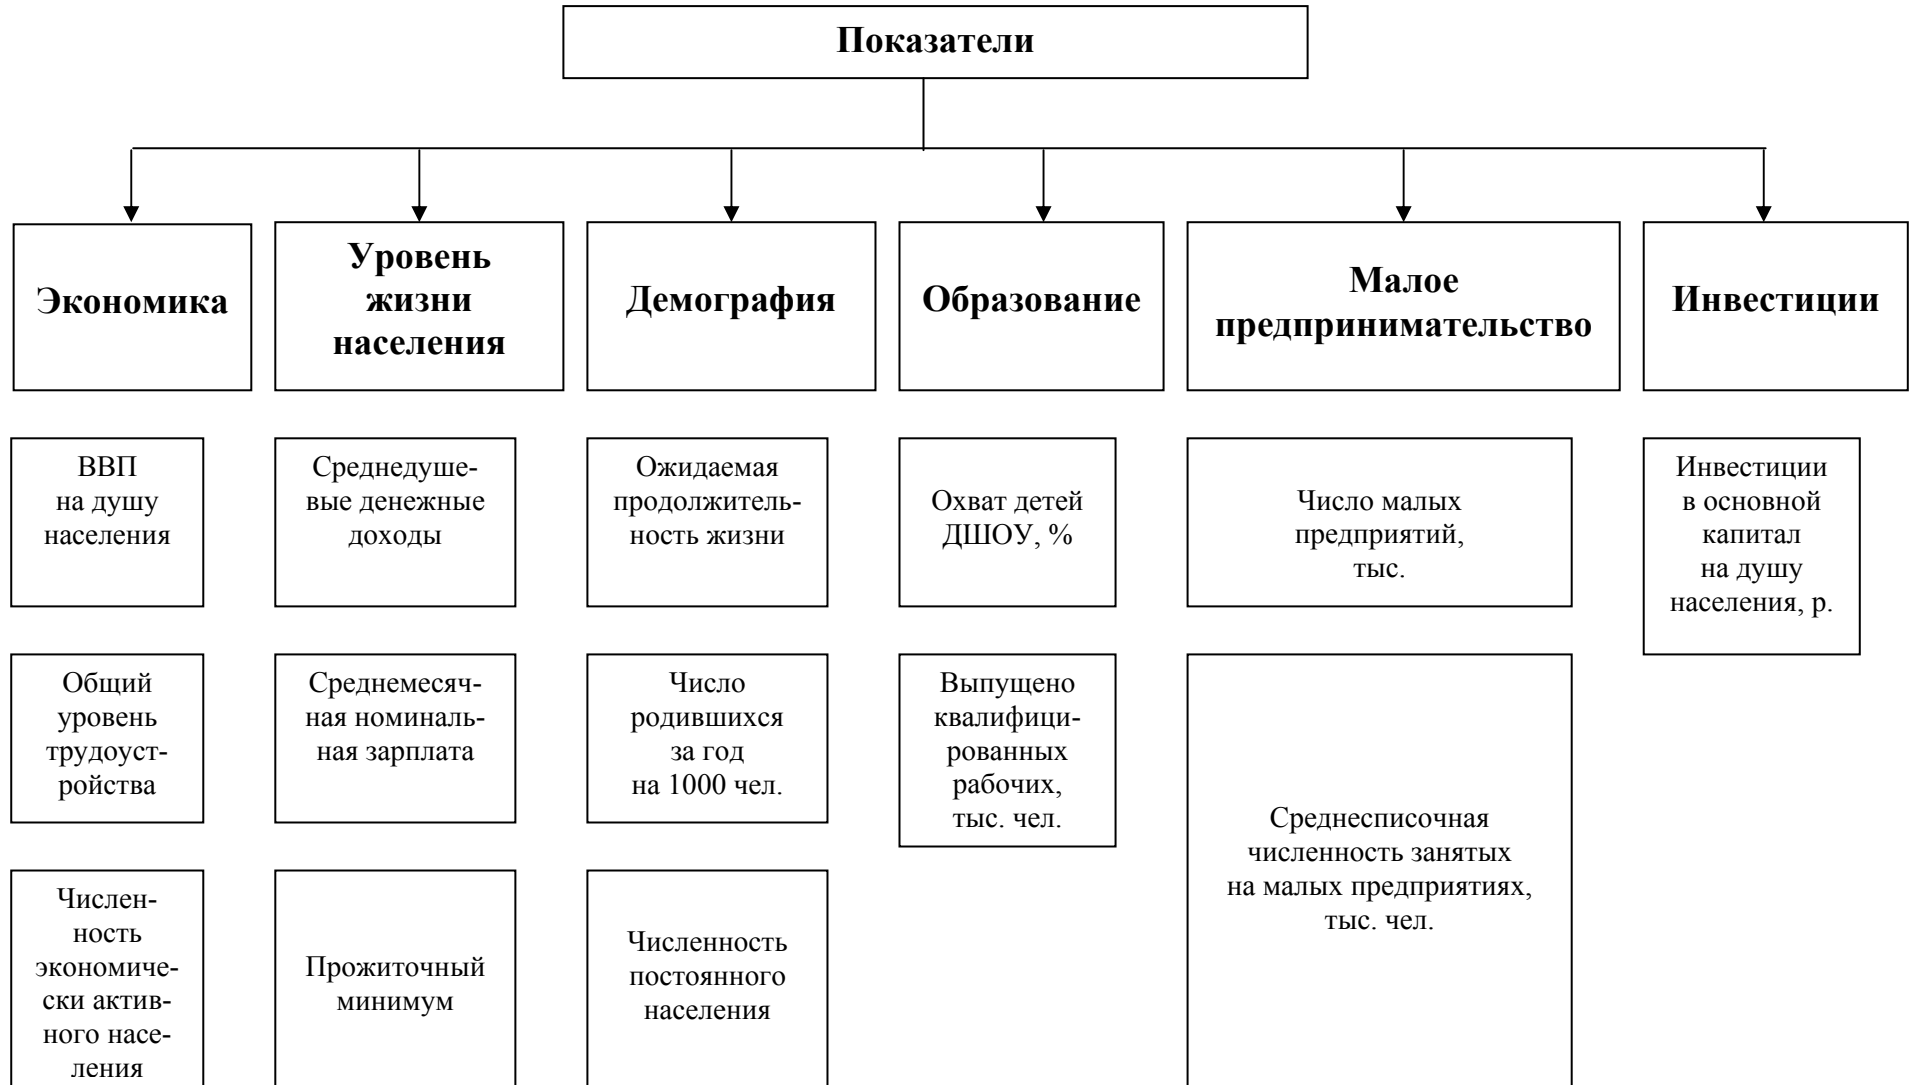 Показатели
Экономика
Уровень
жизни
населения
Демография
Образование
Малое
предпринимательство
Инвестиции
ВВП
на душу
населения
Среднедуше-
вые денежные
доходы
Ожидаемая
продолжитель-
ность жизни
Охват детей
ДШОУ, %
Число малых
предприятий,
тыс.
Инвестиции
в основной
капитал
на душу
населения, р.
Общий
уровень
трудоуст-
ройства
Среднемесяч-
ная номиналь-
ная зарплата
Число
родившихся
за год
на 1000 чел.
Выпущено
квалифици-
рованных
рабочих,
тыс. чел.
Среднесписочная
численность занятых
на малых предприятиях,
тыс. чел.
Числен-
ность
экономиче-
ски актив-
ного насе-
ления
Прожиточный
минимум
Численность
постоянного
населения